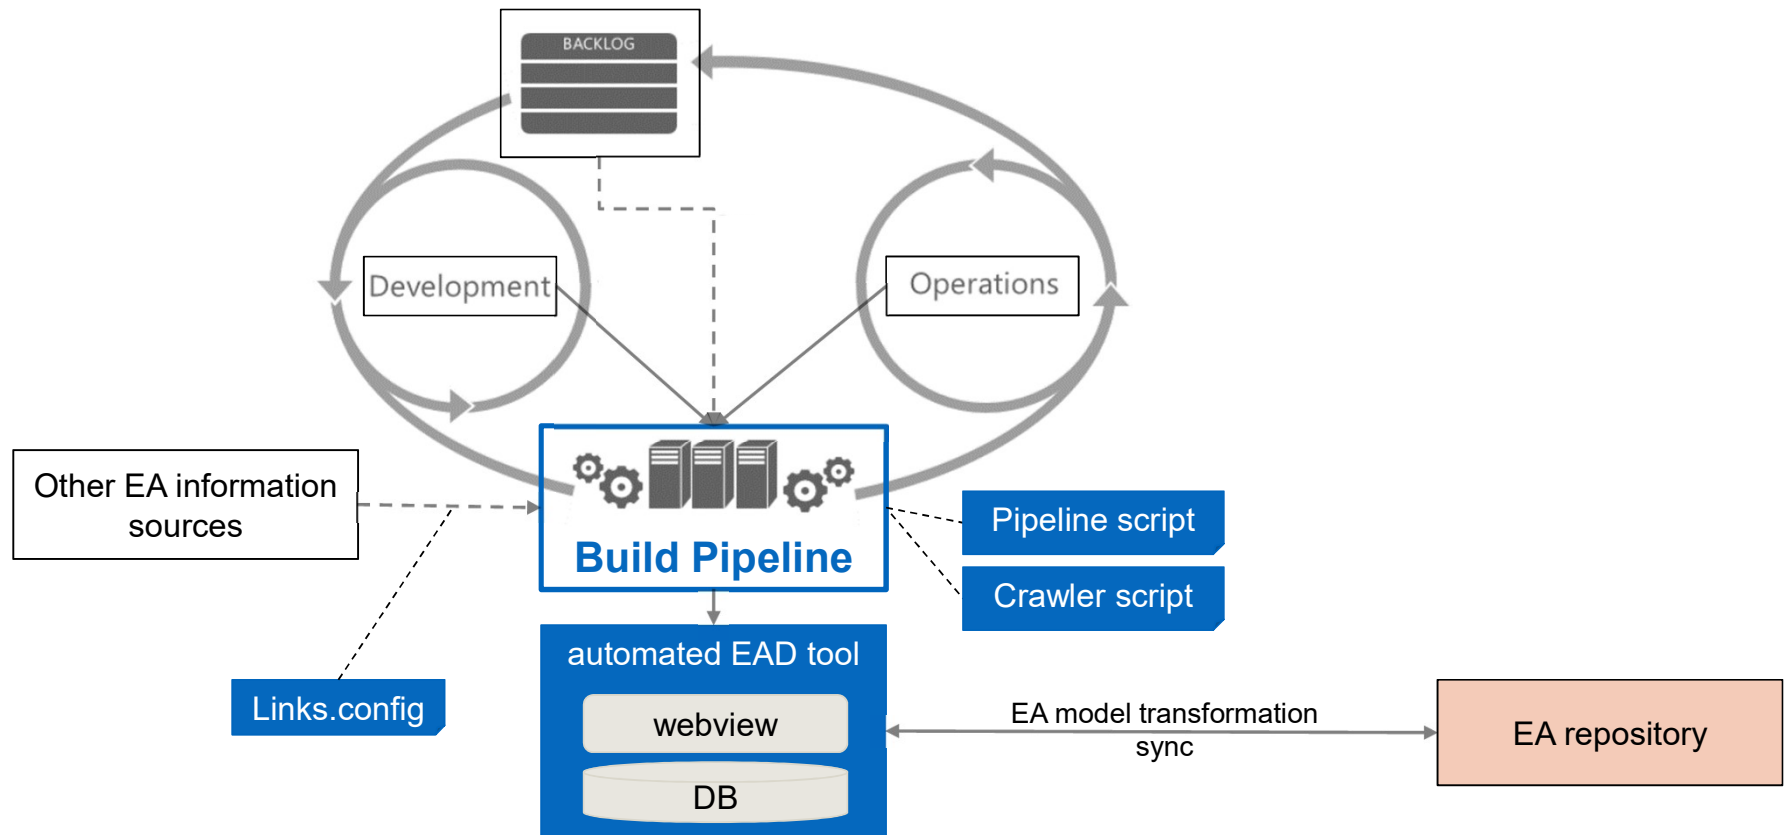 BACKLOG
Development
Operations
Other EA information
sources
Build Pipeline
Pipeline script
Crawler script
Links.config
automated EAD tool
webview
DB
EA model transformation
sync
EA repository